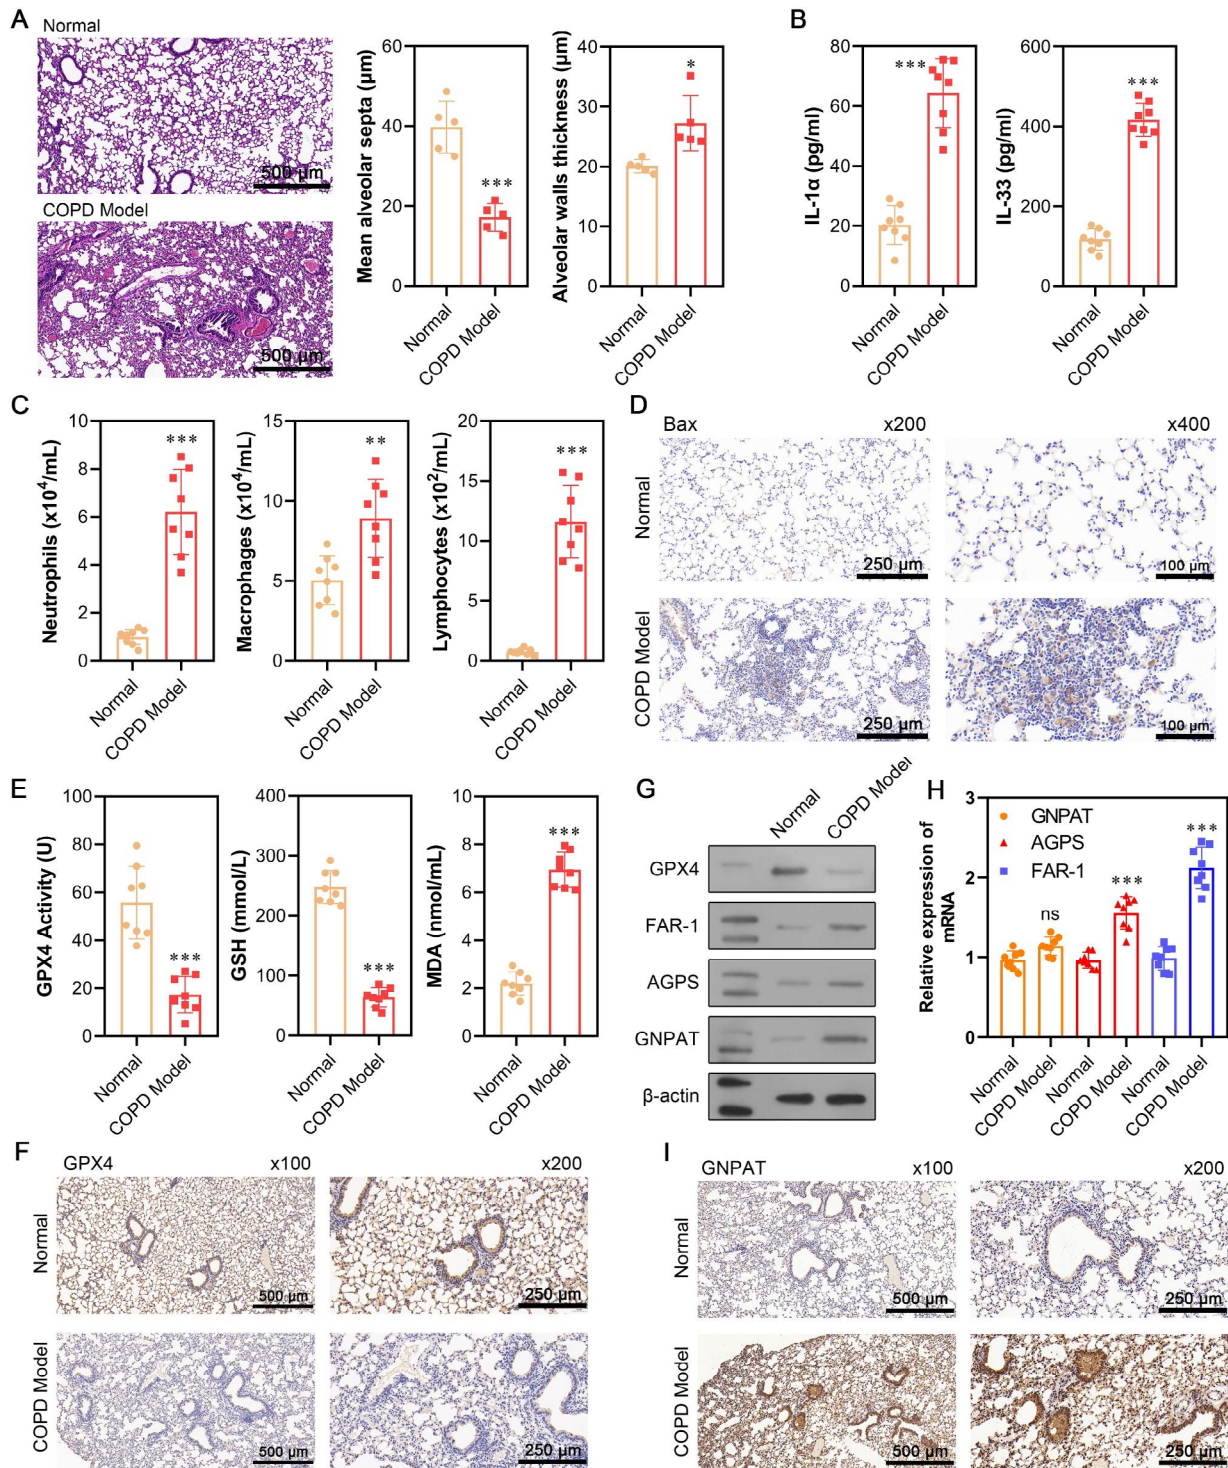 A
Normal
500 μm
COPD Model
500 μm
Mean alveolar septa (μm)
60
40
20
0
***
Normal
COPD Model
Alveolar walls thickness (μm)
40
30
20
10
0
*
Normal
COPD Model
B
IL-1α (pg/ml)
80
60
40
20
0
***
Normal
COPD Model
IL-33 (pg/ml)
600
400
200
0
***
Normal
COPD Model
C
Neutrophils (x10⁴/mL)
10
8
6
4
2
0
***
Normal
COPD Model
Macrophages (x10⁴/mL)
15
10
5
0
**
Normal
COPD Model
Lymphocytes (x10²/mL)
20
15
10
5
0
***
Normal
COPD Model
D
Bax
x200
x400
Normal
250 μm
100 μm
COPD Model
250 μm
100 μm
E
GPX4 Activity (U)
100
80
60
40
20
0
***
Normal
COPD Model
GSH (mmol/L)
400
300
200
100
0
***
Normal
COPD Model
MDA (nmol/mL)
10
8
6
4
2
0
***
Normal
COPD Model
G
Normal
COPD Model
GPX4
FAR-1
AGPS
GNPAT
β-actin
H
Relative expression of
mRNA
3
2
1
0
GNPAT
AGPS
FAR-1
ns
***
***
Normal
COPD Model
Normal
COPD Model
Normal
COPD Model
F
GPX4
x100
x200
Normal
500 μm
250 μm
COPD Model
500 μm
250 μm
I
GNPAT
x100
x200
Normal
500 μm
250 μm
COPD Model
500 μm
250 μm